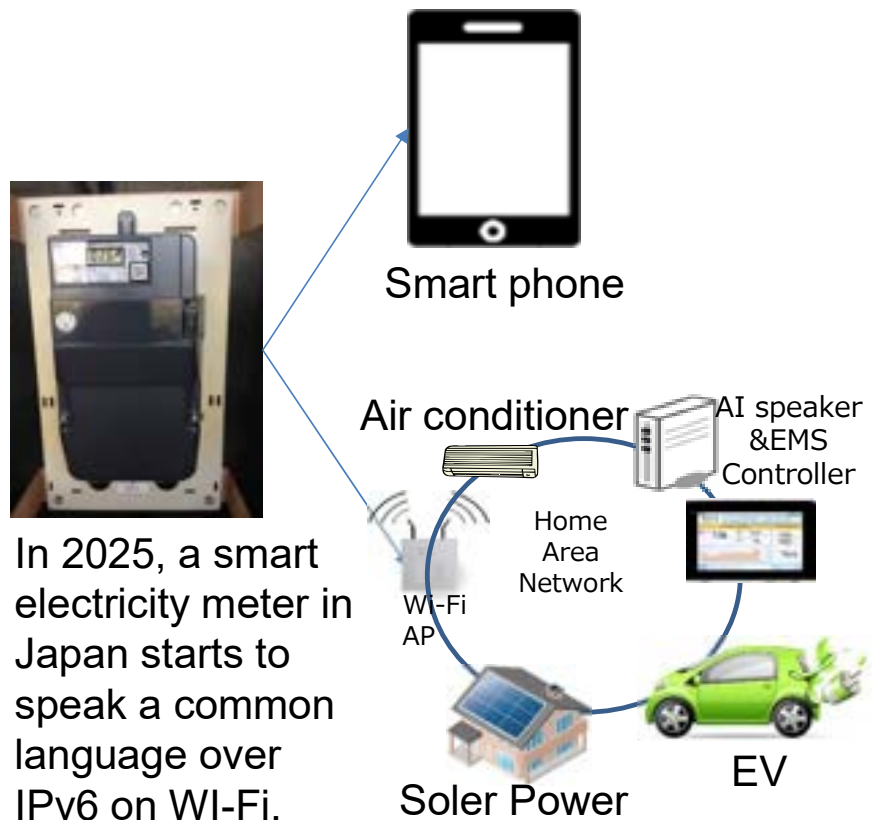 Smart phone
Air conditioner
AI speaker
&EMS
Controller
Home
Area
Network
Wi-Fi
AP
In 2025, a smart
electricity meter in
Japan starts to
speak a common
language over
IPv6 on WI-Fi.
Soler Power
EV